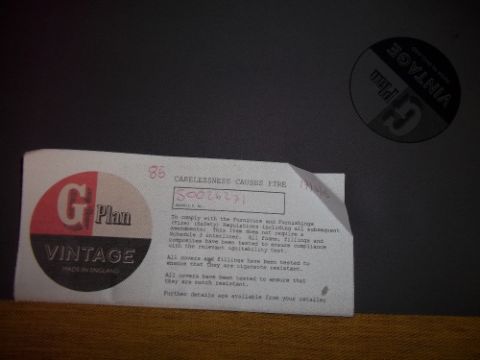 G Plan
VINTAGE
MADE IN ENGLAND
85
CARELESSNESS CAUSES FIRE
S0026271
To comply with the Furniture and Furnishings
(Fire) (Safety) Regulations including all subsequent
Amendments: This item does not require a
Schedule 3 interliner. All foams, fillings and
composites have been tested to ensure compliance
with the relevant ignitability test.
All covers and fillings have been tested to
ensure that they are cigarette resistant.
All covers have been tested to ensure that
they are match resistant.
Further details are available from your retailer
G Plan
VINTAGE